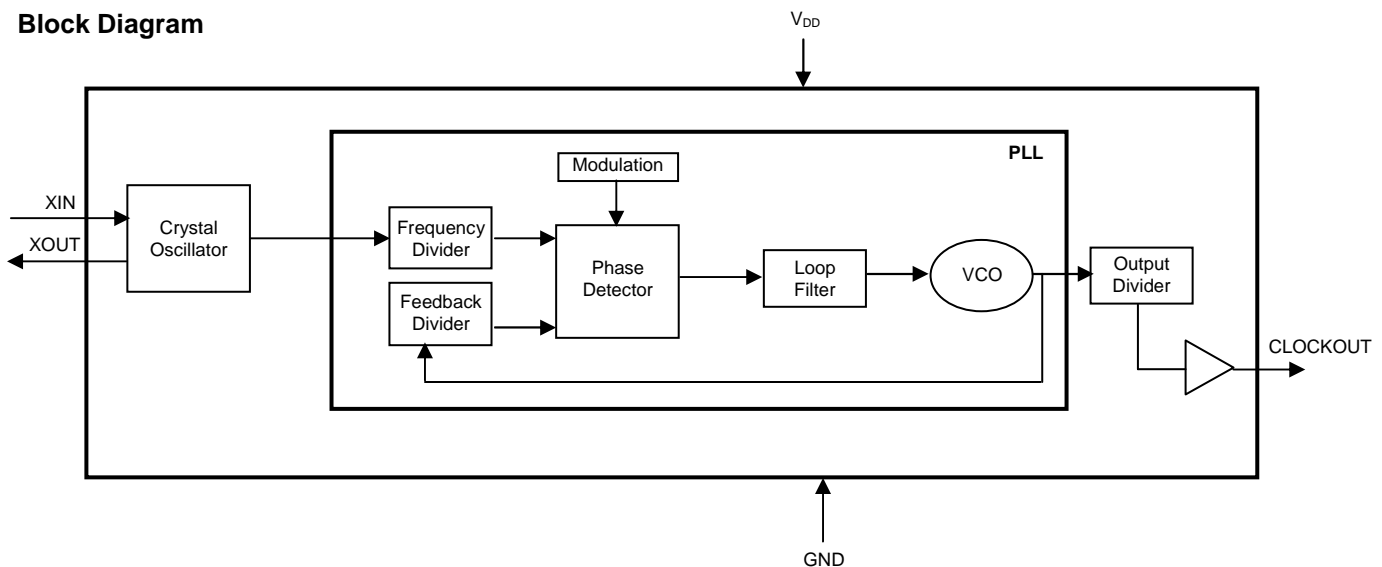 Block Diagram
VDD
PLL
Modulation
XIN
XOUT
Crystal
Oscillator
Frequency
Divider
Feedback
Divider
Phase
Detector
Loop
Filter
VCO
Output
Divider
CLOCKOUT
GND